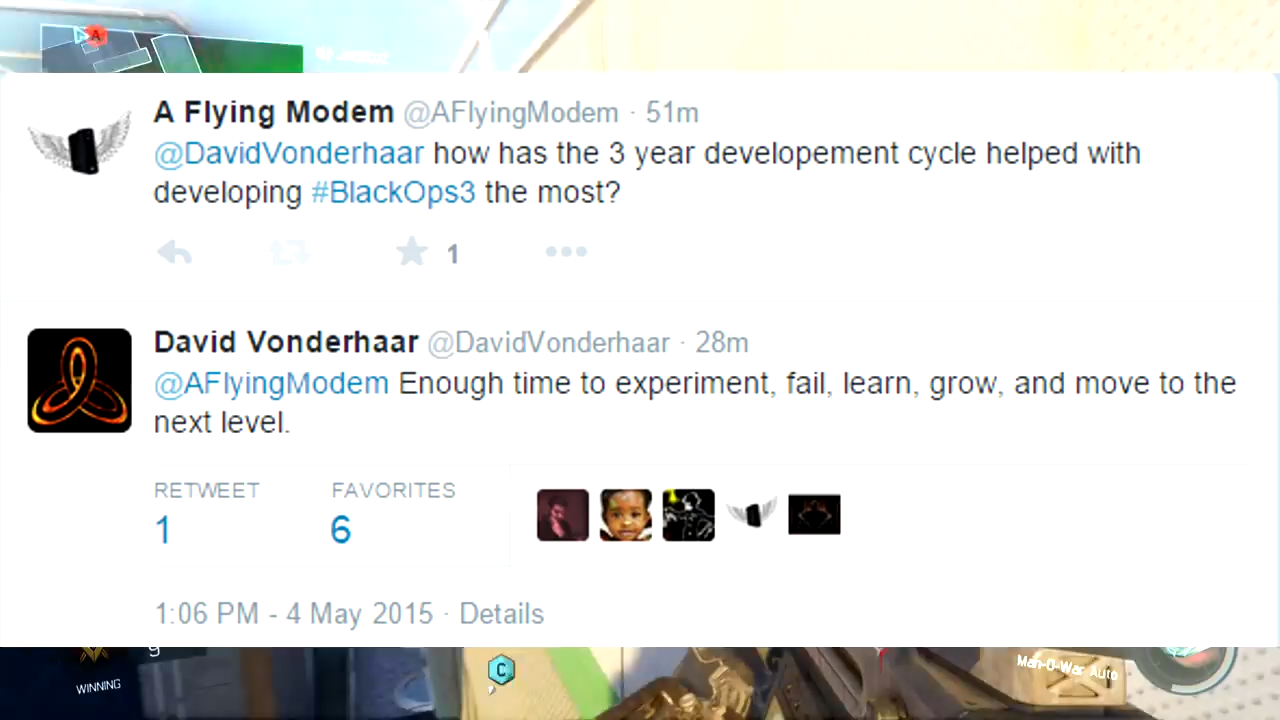 A
A Flying Modem @AFlyingModem · 51m
@DavidVonderhaar how has the 3 year developement cycle helped with
developing #BlackOps3 the most?
1
David Vonderhaar @DavidVonderhaar · 28m
@AFlyingModem Enough time to experiment, fail, learn, grow, and move to the
next level.
RETWEET FAVORITES
1 6
1:06 PM - 4 May 2015 · Details
C
WINNING
Man-O-War Auto